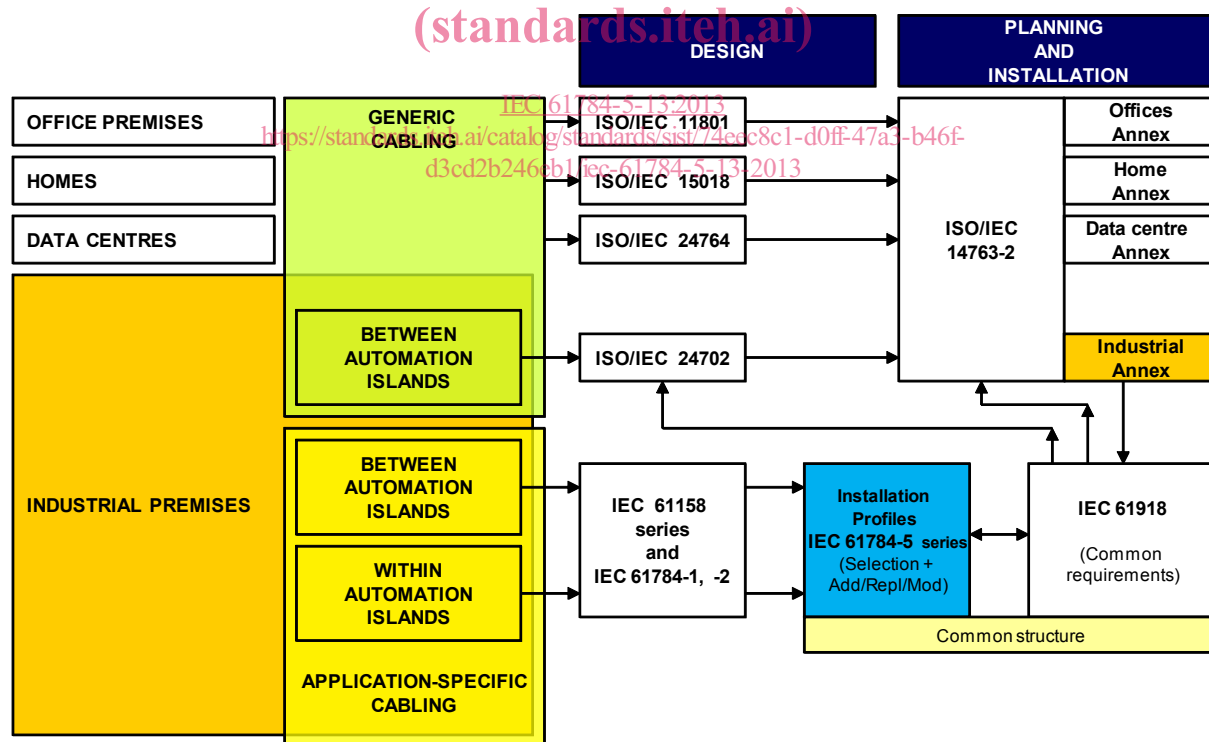 (standards.iteh.ai)
DESIGN
PLANNING
AND
INSTALLATION
IEC 61784-5-13:2013
https://standards.iteh.ai/catalog/standards/sist/74eec8c1-d0ff-47a3-b46f-
d3cd2b246eb1/iec-61784-5-13-2013
OFFICE PREMISES
GENERIC
CABLING
ISO/IEC 11801
Offices
Annex
HOMES
ISO/IEC 15018
Home
Annex
DATA CENTRES
ISO/IEC 24764
ISO/IEC
14763-2
Data centre
Annex
BETWEEN
AUTOMATION
ISLANDS
ISO/IEC 24702
Industrial
Annex
INDUSTRIAL PREMISES
BETWEEN
AUTOMATION
ISLANDS
WITHIN
AUTOMATION
ISLANDS
APPLICATION-SPECIFIC
CABLING
IEC 61158
series
and
IEC 61784-1, -2
Installation
Profiles
IEC 61784-5 series
(Selection +
Add/Repl/Mod)
IEC 61918
(Common
requirements)
Common structure